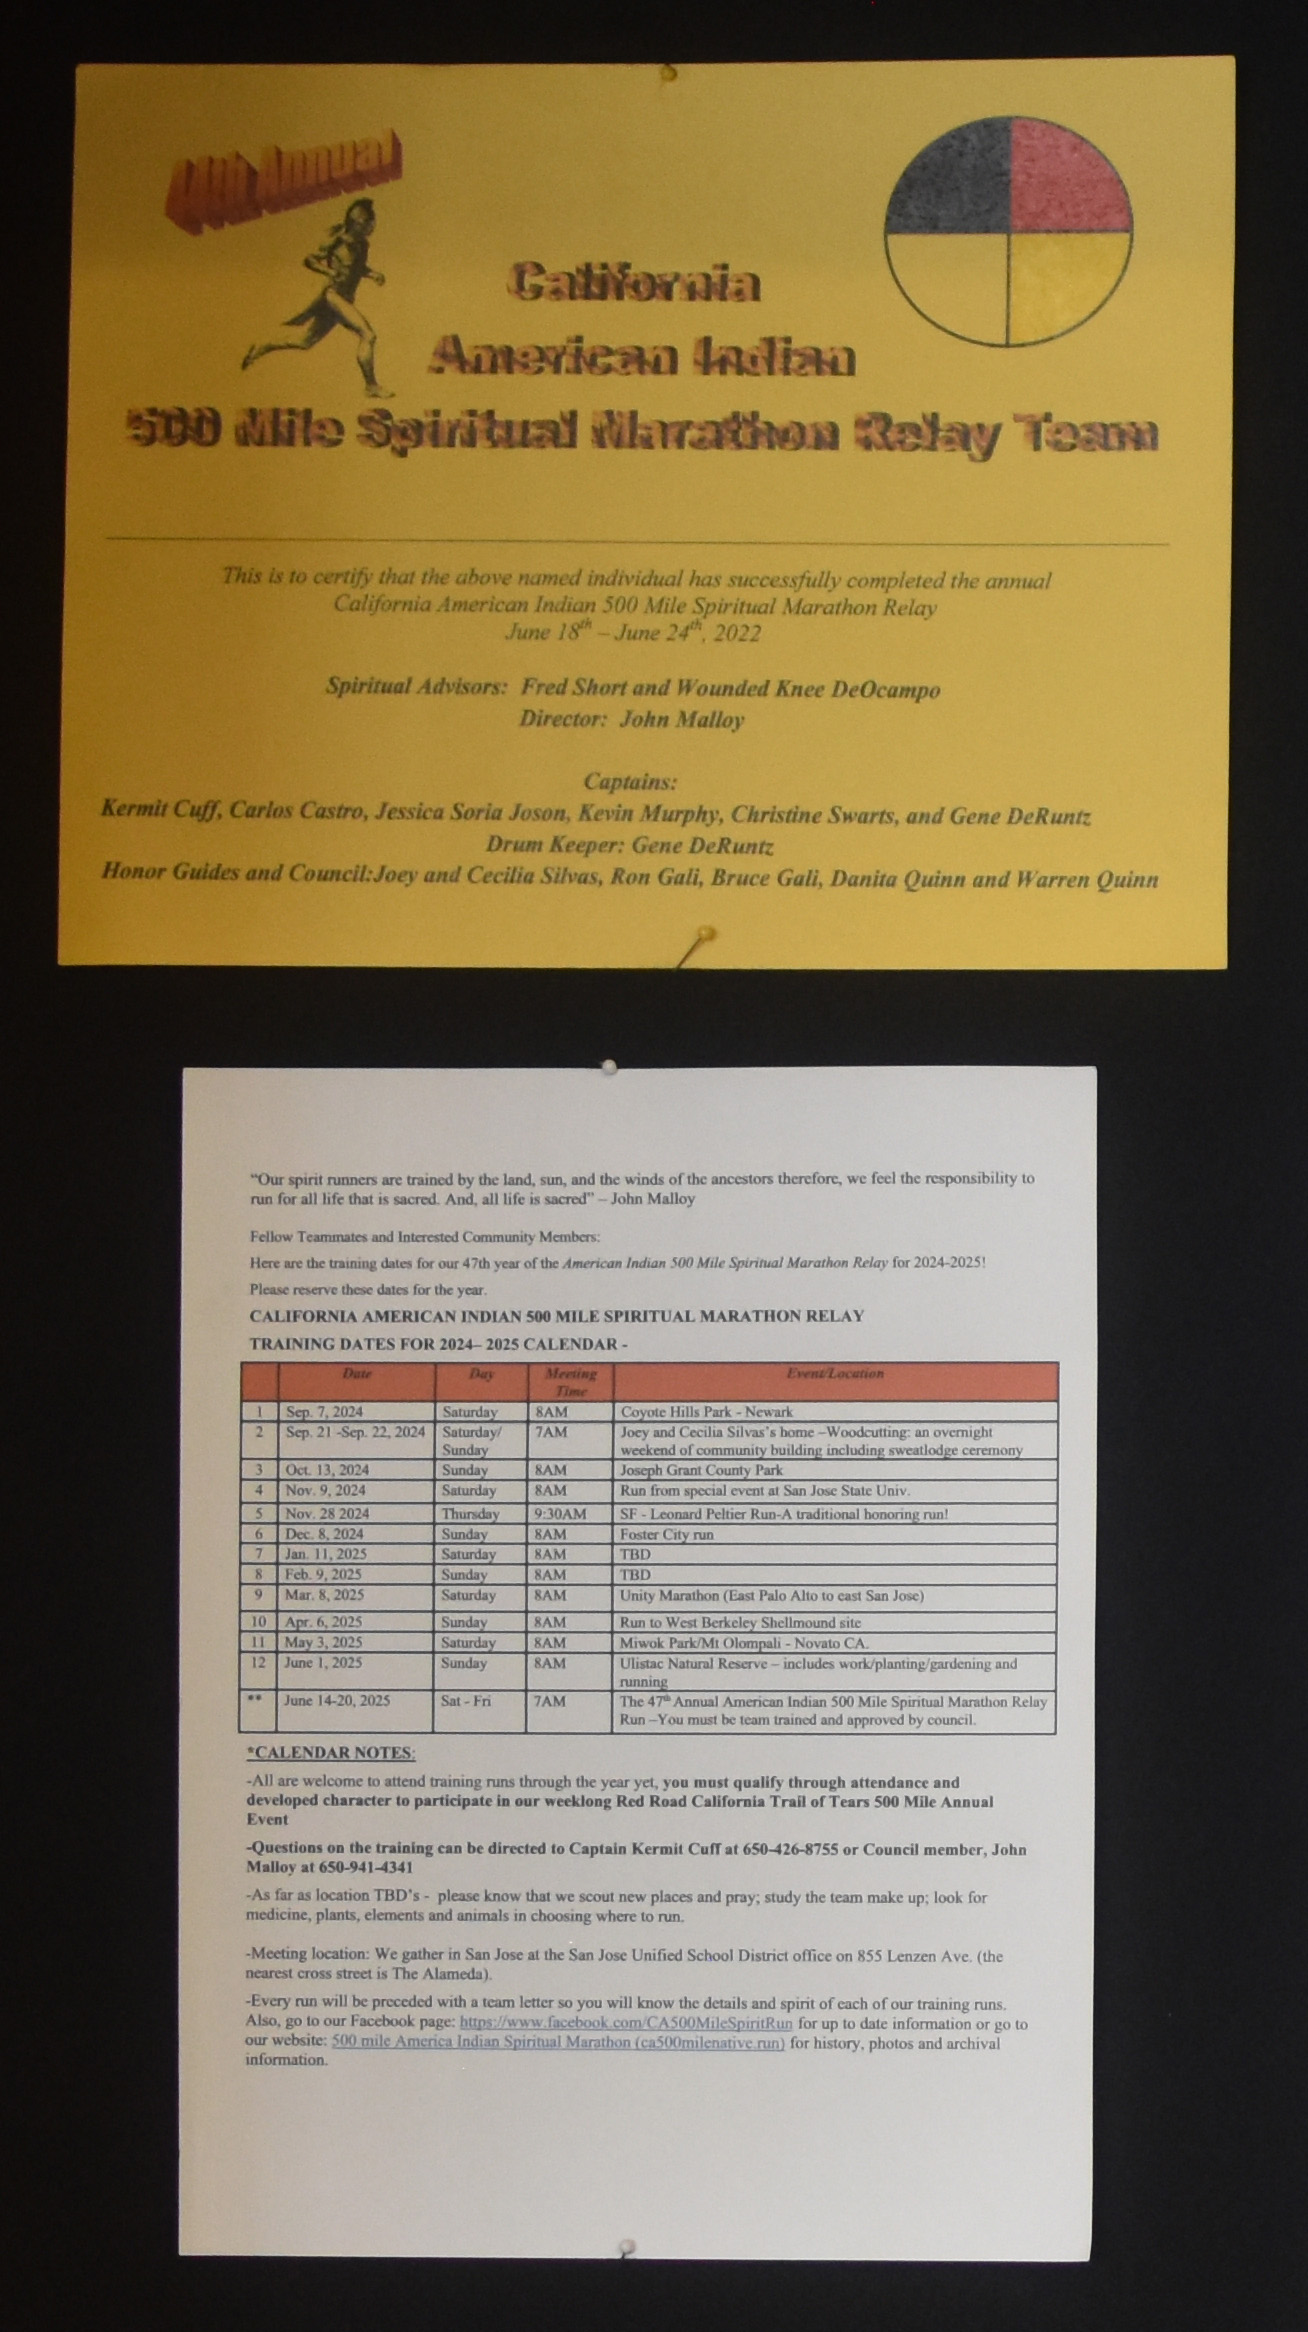 44th Annual
California
American Indian
500 Mile Spiritual Marathon Relay Team
This is to certify that the above named individual has successfully completed the annual
California American Indian 500 Mile Spiritual Marathon Relay
June 18th – June 24th, 2022
Spiritual Advisors: Fred Short and Wounded Knee DeOcampo
Director: John Malloy
Captains:
Kermit Cuff, Carlos Castro, Jessica Soria Joson, Kevin Murphy, Christine Swarts, and Gene DeRuntz
Drum Keeper: Gene DeRuntz
Honor Guides and Council:Joey and Cecilia Silvas, Ron Gali, Bruce Gali, Danita Quinn and Warren Quinn
“Our spirit runners are trained by the land, sun, and the winds of the ancestors therefore, we feel the responsibility to
run for all life that is sacred. And, all life is sacred” – John Malloy
Fellow Teammates and Interested Community Members:
Here are the training dates for our 47th year of the American Indian 500 Mile Spiritual Marathon Relay for 2024-2025!
Please reserve these dates for the year.
CALIFORNIA AMERICAN INDIAN 500 MILE SPIRITUAL MARATHON RELAY
TRAINING DATES FOR 2024– 2025 CALENDAR -
Date Day Meeting Event/Location
Time
1 Sep. 7, 2024 Saturday 8AM Coyote Hills Park - Newark
2 Sep. 21 -Sep. 22, 2024 Saturday/ 7AM Joey and Cecilia Silvas’s home –Woodcutting: an overnight
Sunday weekend of community building including sweatlodge ceremony
3 Oct. 13, 2024 Sunday 8AM Joseph Grant County Park
4 Nov. 9, 2024 Saturday 8AM Run from special event at San Jose State Univ.
5 Nov. 28 2024 Thursday 9:30AM SF - Leonard Peltier Run-A traditional honoring run!
6 Dec. 8, 2024 Sunday 8AM Foster City run
7 Jan. 11, 2025 Saturday 8AM TBD
8 Feb. 9, 2025 Sunday 8AM TBD
9 Mar. 8, 2025 Saturday 8AM Unity Marathon (East Palo Alto to east San Jose)
10 Apr. 6, 2025 Sunday 8AM Run to West Berkeley Shellmound site
11 May 3, 2025 Saturday 8AM Miwok Park/Mt Olompali - Novato CA.
12 June 1, 2025 Sunday 8AM Ulistac Natural Reserve – includes work/planting/gardening and
running
** June 14-20, 2025 Sat - Fri 7AM The 47th Annual American Indian 500 Mile Spiritual Marathon Relay
Run –You must be team trained and approved by council.
*CALENDAR NOTES:
-All are welcome to attend training runs through the year yet, you must qualify through attendance and
developed character to participate in our weeklong Red Road California Trail of Tears 500 Mile Annual
Event
-Questions on the training can be directed to Captain Kermit Cuff at 650-426-8755 or Council member, John
Malloy at 650-941-4341
-As far as location TBD’s - please know that we scout new places and pray; study the team make up; look for
medicine, plants, elements and animals in choosing where to run.
-Meeting location: We gather in San Jose at the San Jose Unified School District office on 855 Lenzen Ave. (the
nearest cross street is The Alameda).
-Every run will be preceded with a team letter so you will know the details and spirit of each of our training runs.
Also, go to our Facebook page: https://www.facebook.com/CA500MileSpiritRun for up to date information or go to
our website: 500 mile America Indian Spiritual Marathon (ca500milenative.run) for history, photos and archival
information.